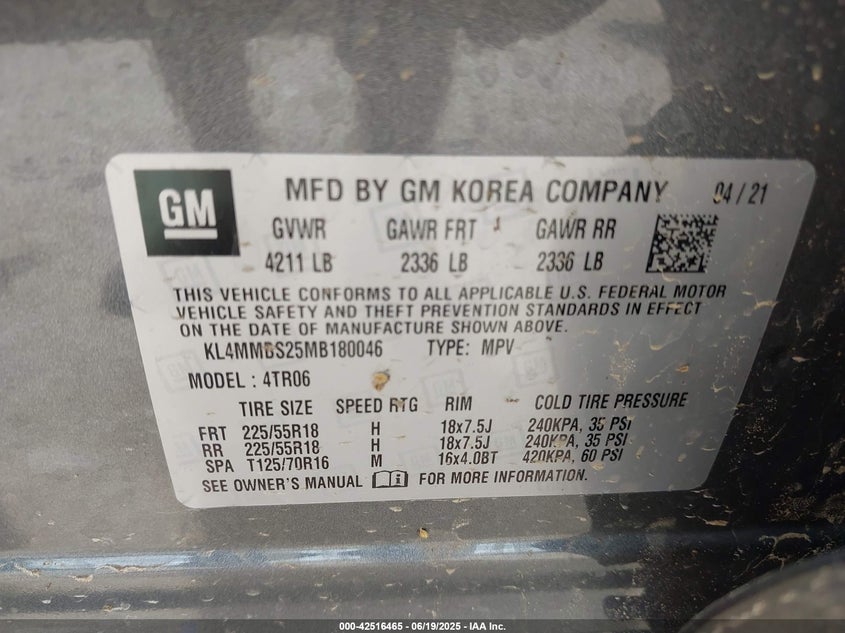 GM MFD BY GM KOREA COMPANY 04/21
GVWR GAWR FRT GAWR RR
4211 LB 2336 LB 2336 LB
THIS VEHICLE CONFORMS TO ALL APPLICABLE U.S. FEDERAL MOTOR
VEHICLE SAFETY AND THEFT PREVENTION STANDARDS IN EFFECT
ON THE DATE OF MANUFACTURE SHOWN ABOVE.
KL4MMBS25MB180046 TYPE: MPV
MODEL : 4TR06
TIRE SIZE SPEED RTG RIM COLD TIRE PRESSURE
FRT 225/55R18 H 18x7.5J 240KPA, 35 PSI
RR 225/55R18 H 18x7.5J 240KPA, 35 PSI
SPA T125/70R16 M 16x4.0BT 420KPA, 60 PSI
SEE OWNER'S MANUAL FOR MORE INFORMATION.
000-42516465 - 06/19/2025 - IAA Inc.